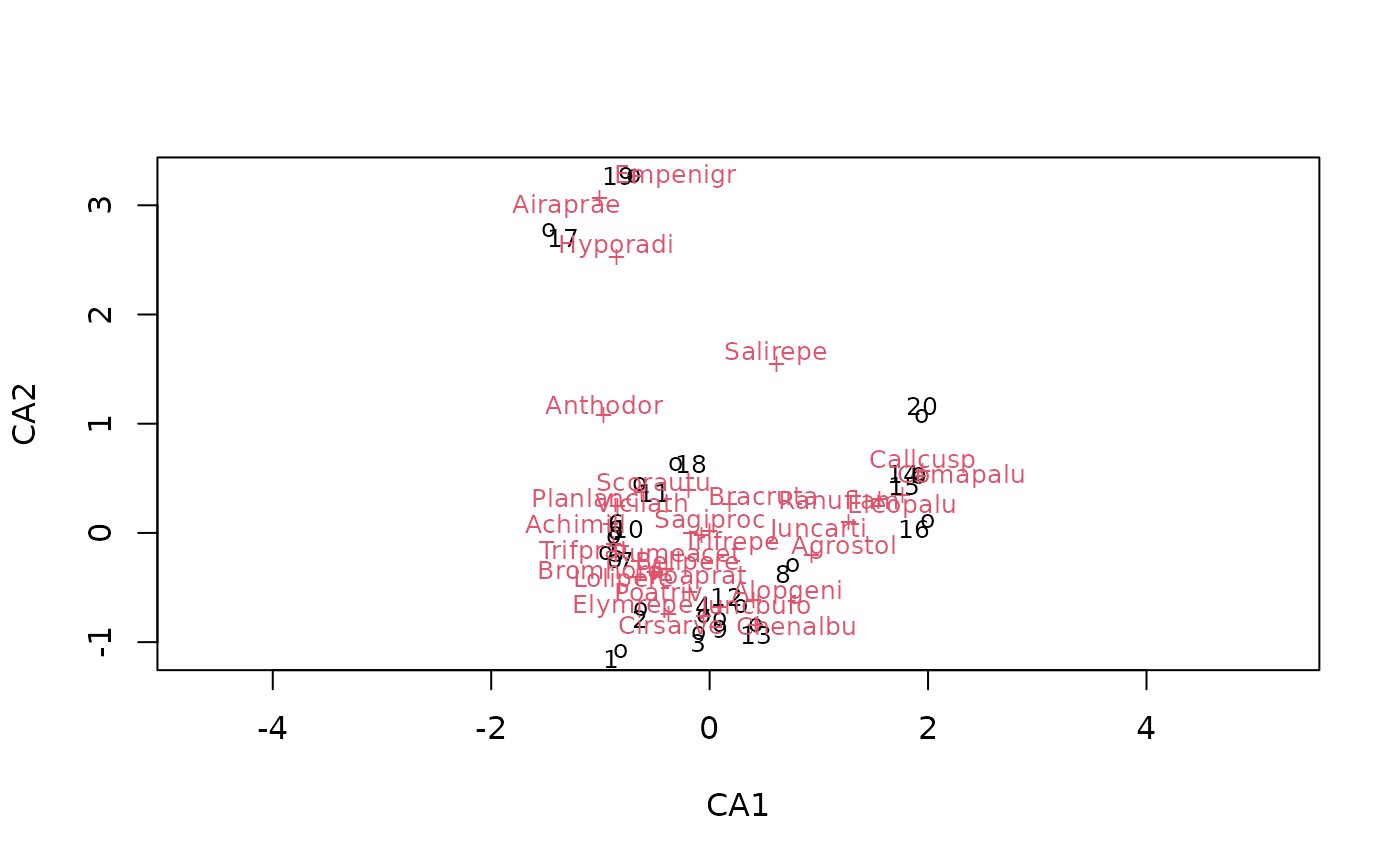 19 Empenigr
3
Airaprae
17
Hyporadi
2
Salirepe
20
Anthodor
1
CA2
Callcusp
18
14 Comapalu
Scorautu
15
11
Planlanc
Bracruta
Ranuflam
Viclath
Eleopalu
Sagiproc
Achimill
6
10
Juncarti
16
0
Trifrepe
Agrostol
Trifprat
Rumeacet
7
Bellpere
Bromhord
Poaprat
8
Lolipere
Poatriv
Alopgeni
12
Elymrepe
4
Juncbufo
2
Cirsarve
9
Chenalbu
13
3
-1
1
-4 -2 0 2 4
CA1